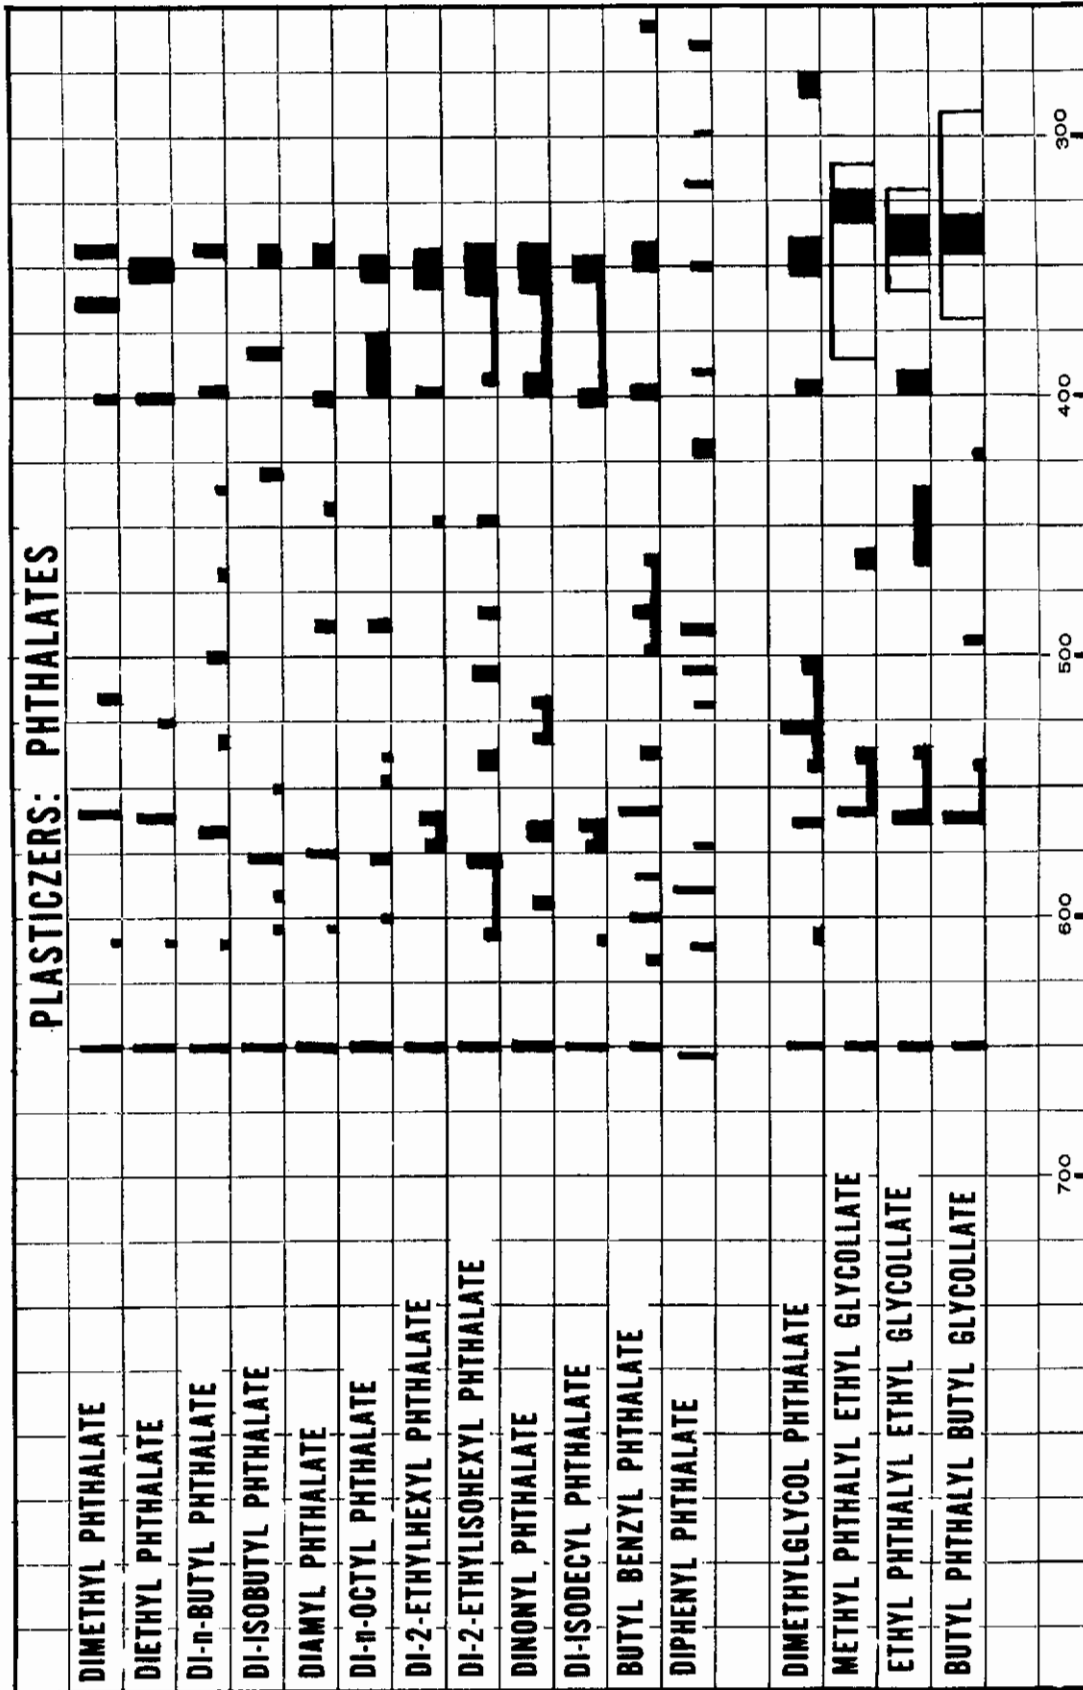 PLASTICZERS: PHTHALATES
DIMETHYL PHTHALATE
DIETHYL PHTHALATE
DI-n-BUTYL PHTHALATE
DI-ISOBUTYL PHTHALATE
DIAMYL PHTHALATE
DI-n-OCTYL PHTHALATE
DI-2-ETHYLHEXYL PHTHALATE
DI-2-ETHYLISOHEXYL PHTHALATE
DINONYL PHTHALATE
DI-ISODECYL PHTHALATE
BUTYL BENZYL PHTHALATE
DIPHENYL PHTHALATE
DIMETHYLGLYCOL PHTHALATE
METHYL PHTHALYL ETHYL GLYCOLLATE
ETHYL PHTHALYL ETHYL GLYCOLLATE
BUTYL PHTHALYL BUTYL GLYCOLLATE
700
600
500
400
300